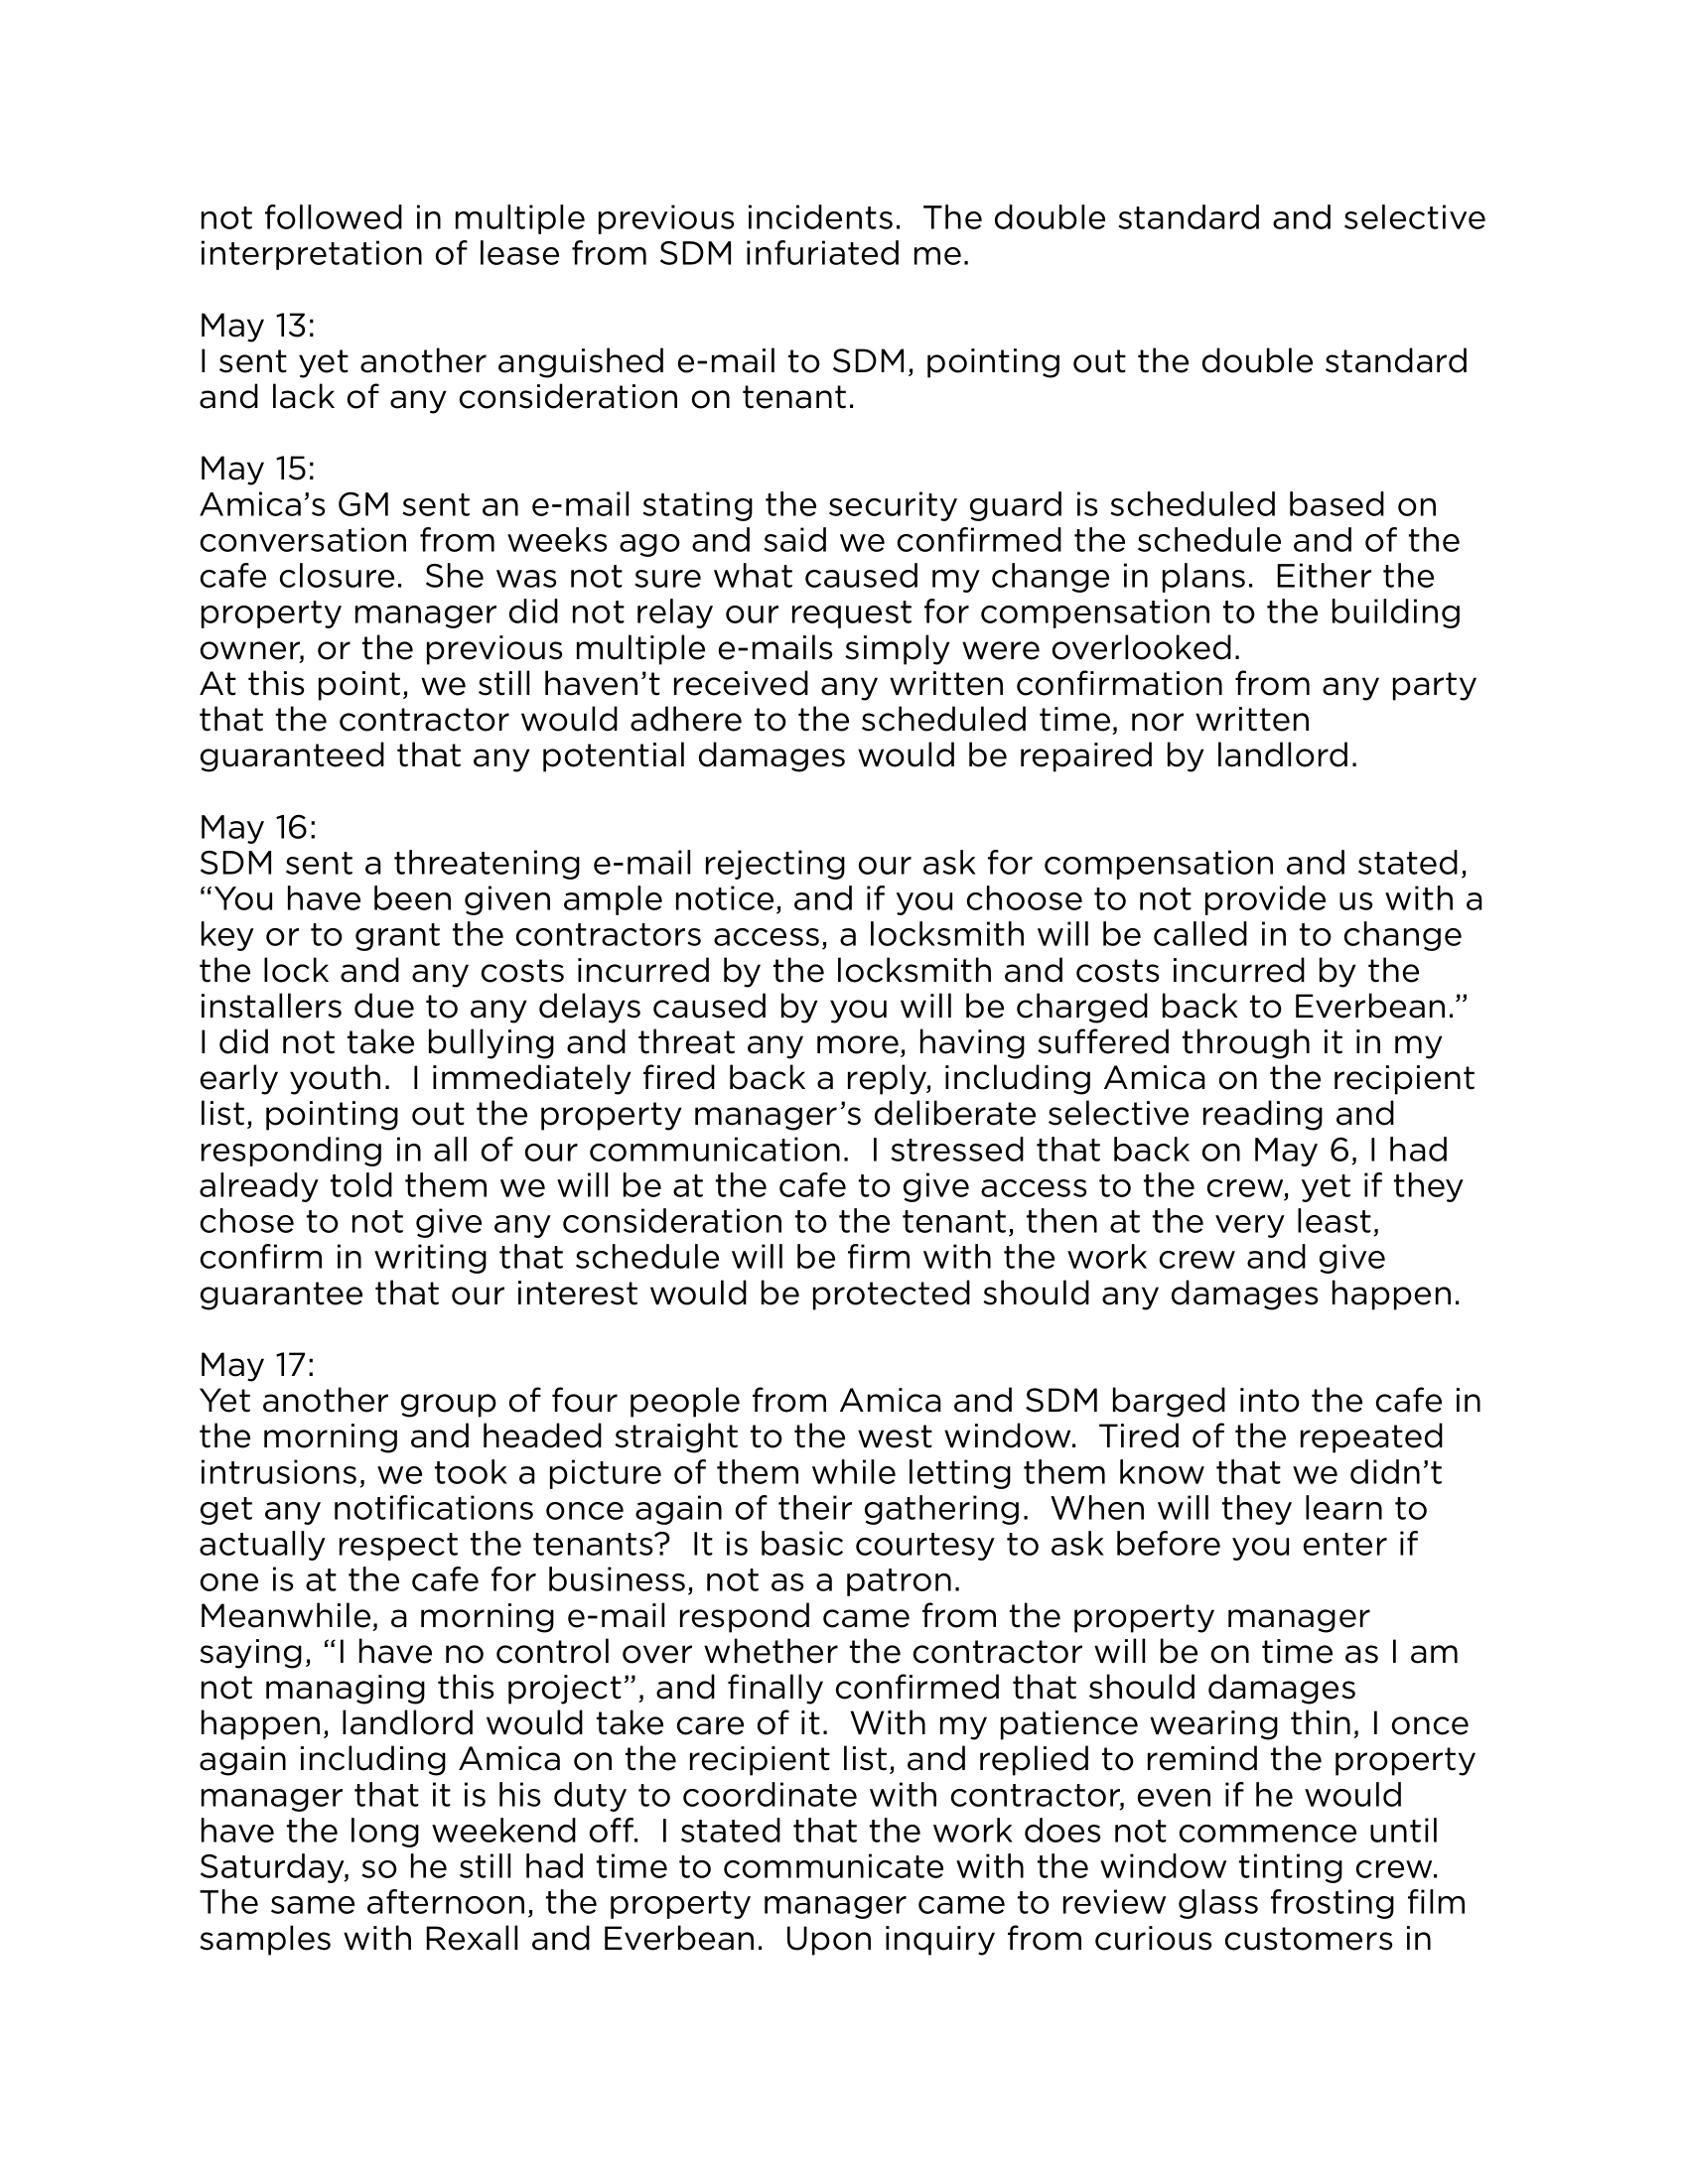 not followed in multiple previous incidents.  The double standard and selective
interpretation of lease from SDM infuriated me.
May 13:
I sent yet another anguished e-mail to SDM, pointing out the double standard
and lack of any consideration on tenant.
May 15:
Amica’s GM sent an e-mail stating the security guard is scheduled based on
conversation from weeks ago and said we confirmed the schedule and of the
cafe closure.  She was not sure what caused my change in plans.  Either the
property manager did not relay our request for compensation to the building
owner, or the previous multiple e-mails simply were overlooked.
At this point, we still haven’t received any written confirmation from any party
that the contractor would adhere to the scheduled time, nor written
guaranteed that any potential damages would be repaired by landlord.
May 16:
SDM sent a threatening e-mail rejecting our ask for compensation and stated,
“You have been given ample notice, and if you choose to not provide us with a
key or to grant the contractors access, a locksmith will be called in to change
the lock and any costs incurred by the locksmith and costs incurred by the
installers due to any delays caused by you will be charged back to Everbean.”
I did not take bullying and threat any more, having suffered through it in my
early youth.  I immediately fired back a reply, including Amica on the recipient
list, pointing out the property manager’s deliberate selective reading and
responding in all of our communication.  I stressed that back on May 6, I had
already told them we will be at the cafe to give access to the crew, yet if they
chose to not give any consideration to the tenant, then at the very least,
confirm in writing that schedule will be firm with the work crew and give
guarantee that our interest would be protected should any damages happen.
May 17:
Yet another group of four people from Amica and SDM barged into the cafe in
the morning and headed straight to the west window.  Tired of the repeated
intrusions, we took a picture of them while letting them know that we didn’t
get any notifications once again of their gathering.  When will they learn to
actually respect the tenants?  It is basic courtesy to ask before you enter if
one is at the cafe for business, not as a patron.
Meanwhile, a morning e-mail respond came from the property manager
saying, “I have no control over whether the contractor will be on time as I am
not managing this project”, and finally confirmed that should damages
happen, landlord would take care of it.  With my patience wearing thin, I once
again including Amica on the recipient list, and replied to remind the property
manager that it is his duty to coordinate with contractor, even if he would
have the long weekend off.  I stated that the work does not commence until
Saturday, so he still had time to communicate with the window tinting crew.
The same afternoon, the property manager came to review glass frosting film
samples with Rexall and Everbean.  Upon inquiry from curious customers in